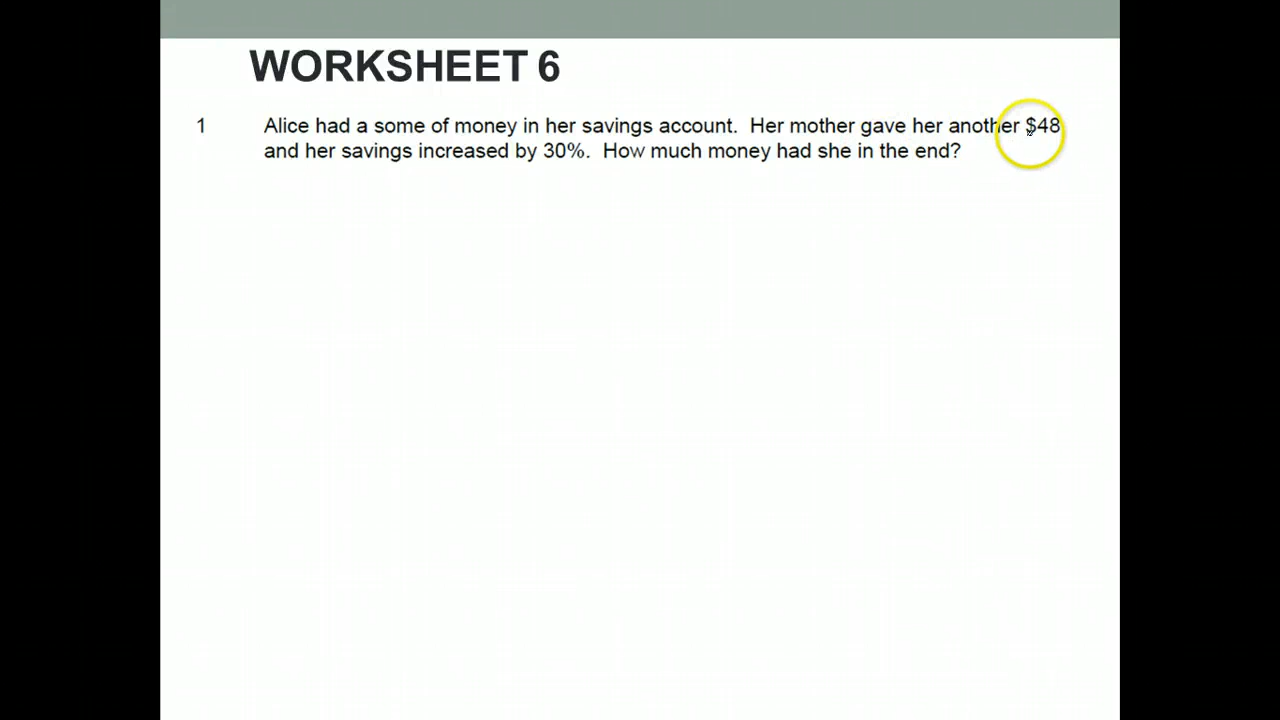 WORKSHEET 6
1 Alice had a some of money in her savings account. Her mother gave her another $48
and her savings increased by 30%. How much money had she in the end?